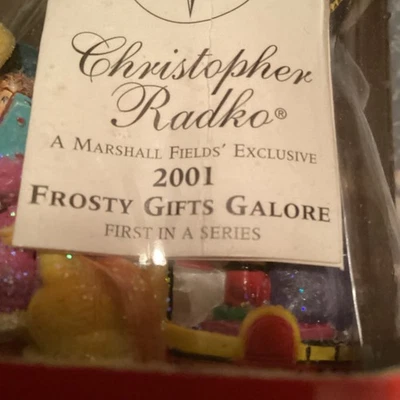 Christopher
Radko®
A MARSHALL FIELDS' EXCLUSIVE
2001
FROSTY GIFTS GALORE
FIRST IN A SERIES